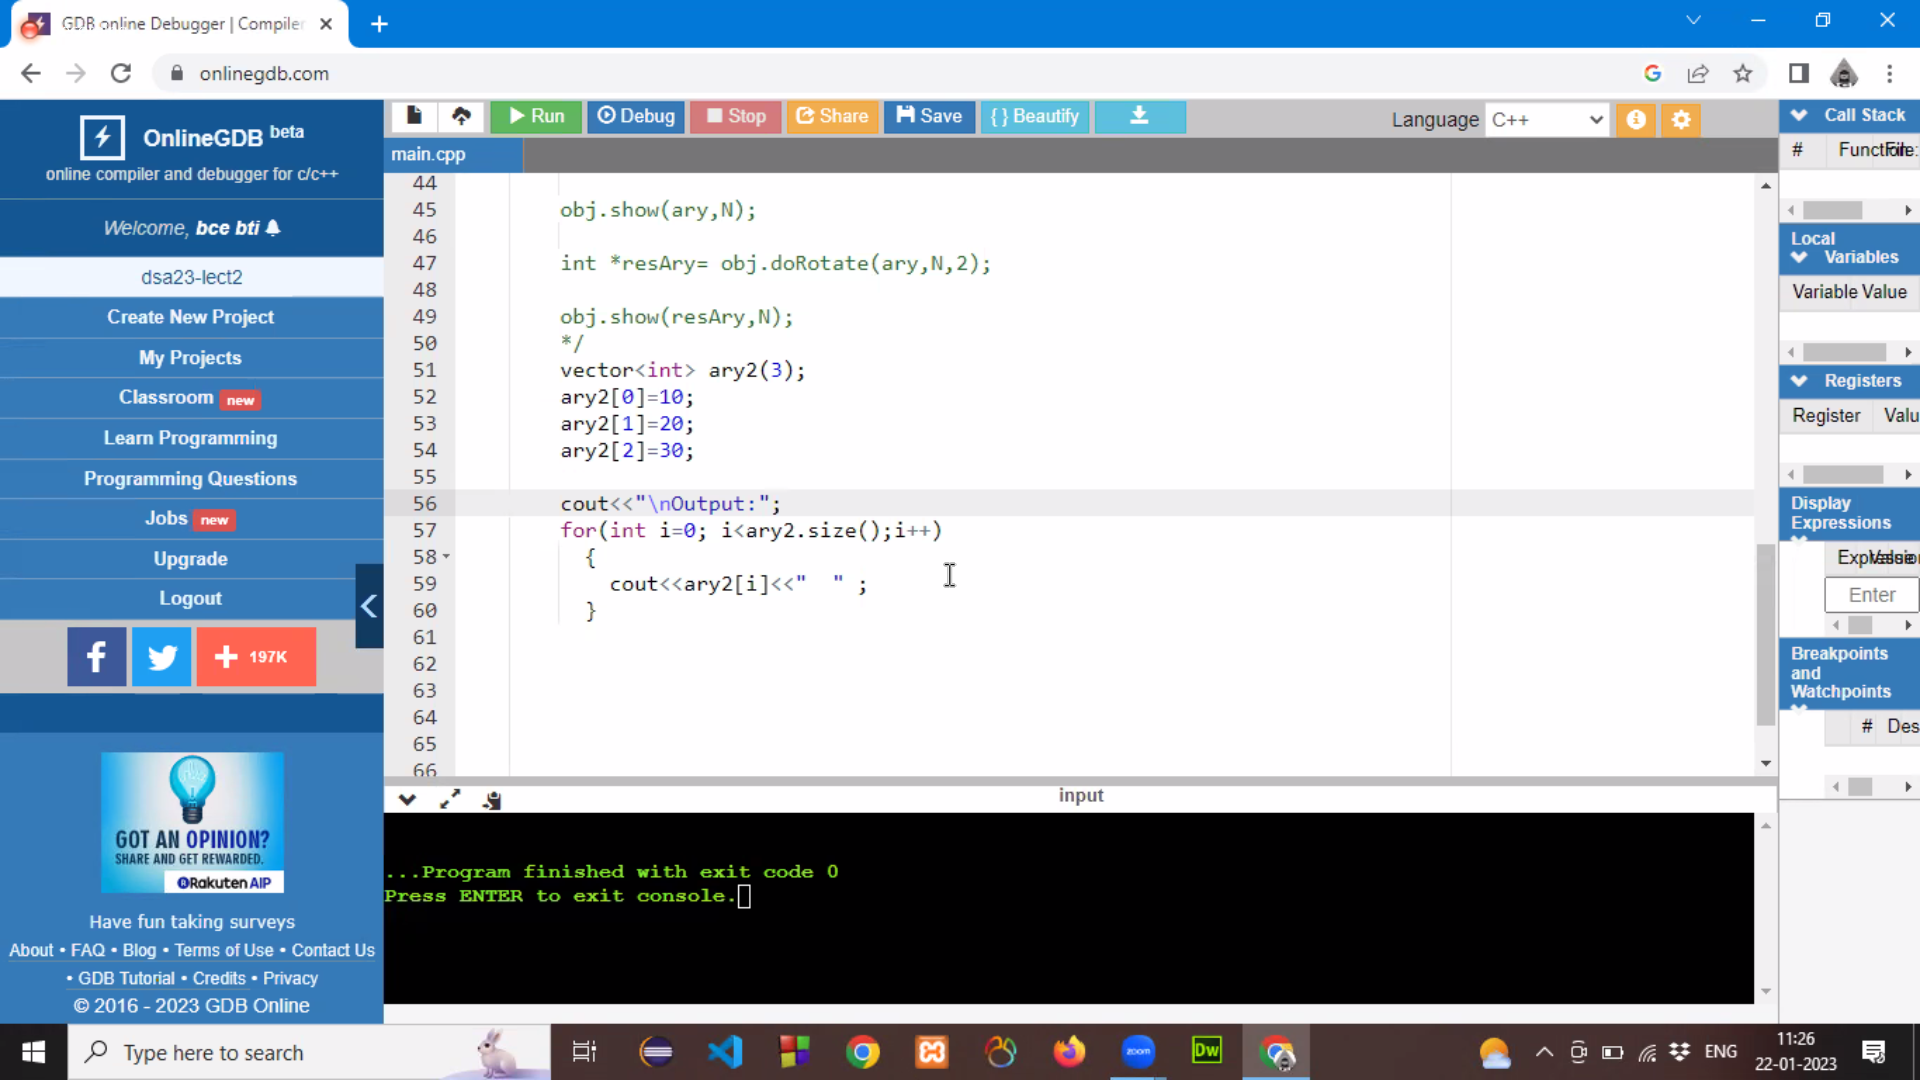 GDB online Debugger | Compiler
onlinegdb.com
OnlineGDB beta
online compiler and debugger for c/c++
Welcome, bce bti
dsa23-lect2
Create New Project
My Projects
Classroom new
Learn Programming
Programming Questions
Jobs new
Upgrade
Logout
197K
GOT AN OPINION?
SHARE AND GET REWARDED.
Rakuten AIP
Have fun taking surveys
About • FAQ • Blog • Terms of Use • Contact Us
• GDB Tutorial • Credits • Privacy
© 2016 - 2023 GDB Online
Run Debug Stop Share Save { } Beautify
Language C++
main.cpp
44
45 obj.show(ary,N);
46
47 int *resAry= obj.doRotate(ary,N,2);
48
49 obj.show(resAry,N);
50 */
51 vector<int> ary2(3);
52 ary2[0]=10;
53 ary2[1]=20;
54 ary2[2]=30;
55
56 cout<<"\nOutput:";
57 for(int i=0; i<ary2.size();i++)
58 {
59 cout<<ary2[i]<<"  " ;
60 }
61
62
63
64
65
66
input
...Program finished with exit code 0
Press ENTER to exit console.
Call Stack
# Function
Local
Variables
Variable Value
Registers
Register Valu
Display
Expressions
Enter
Breakpoints
and
Watchpoints
# Des
Type here to search
zoom
Dw
ENG
11:26
22-01-2023